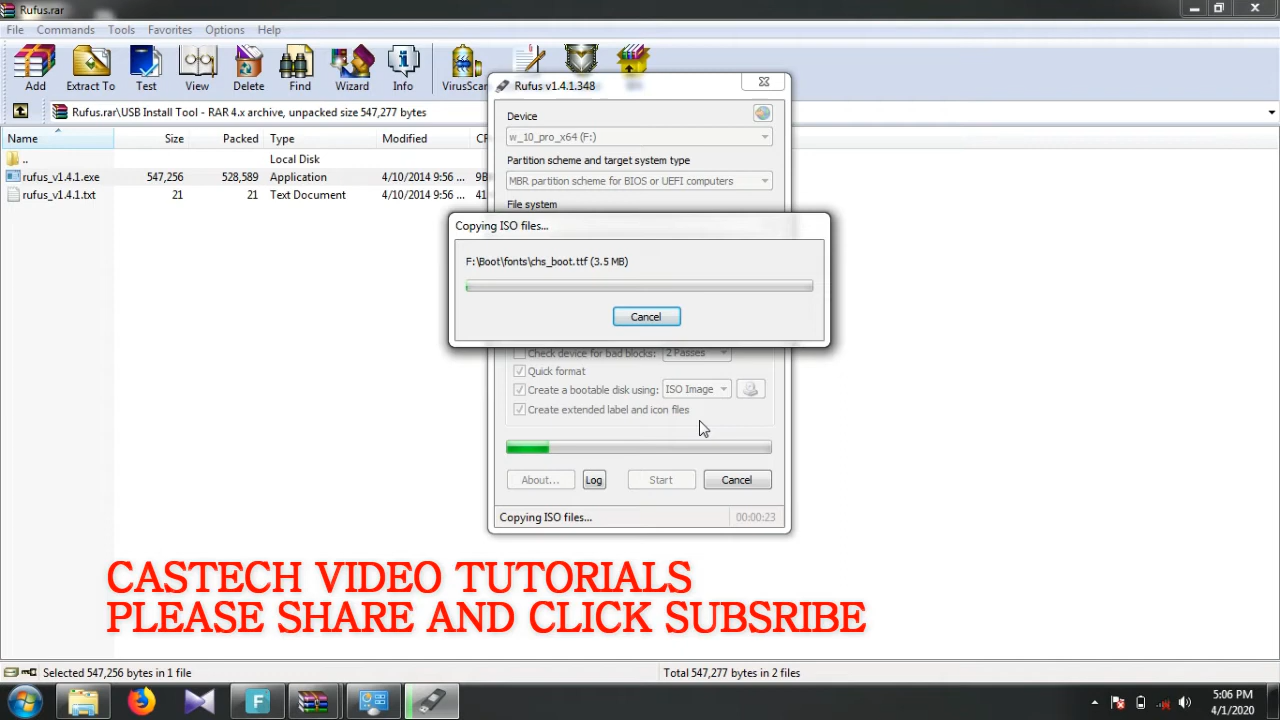 Rufus.rar
File Commands Tools Favorites Options Help
Add Extract To Test View Delete Find Wizard Info VirusScan
Rufus.rar\USB Install Tool - RAR 4.x archive, unpacked size 547,277 bytes
Name Size Packed Type Modified
.. Local Disk
rufus_v1.4.1.exe 547,256 528,589 Application 4/10/2014 9:56 ... 9B
rufus_v1.4.1.txt 21 21 Text Document 4/10/2014 9:56 ... 41
Rufus v1.4.1.348
Device
w_10_pro_x64 (F:)
Partition scheme and target system type
MBR partition scheme for BIOS or UEFI computers
File system
Copying ISO files...
F:\Boot\fonts\chs_boot.ttf (3.5 MB)
Cancel
Check device for bad blocks: 2 Passes
Quick format
Create a bootable disk using: ISO Image
Create extended label and icon files
About... Log Start Cancel
Copying ISO files... 00:00:23
CASTECH VIDEO TUTORIALS
PLEASE SHARE AND CLICK SUBSRIBE
Selected 547,256 bytes in 1 file Total 547,277 bytes in 2 files
5:06 PM
4/1/2020